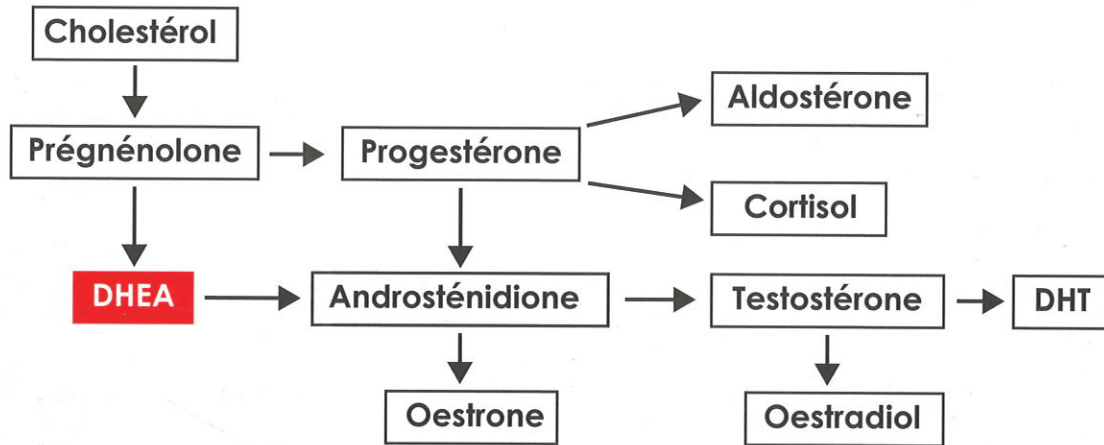 Cholestérol
Aldostérone
Prégnénolone
Progestérone
Cortisol
DHEA
Androsténidione
Testostérone
DHT
Oestrone
Oestradiol